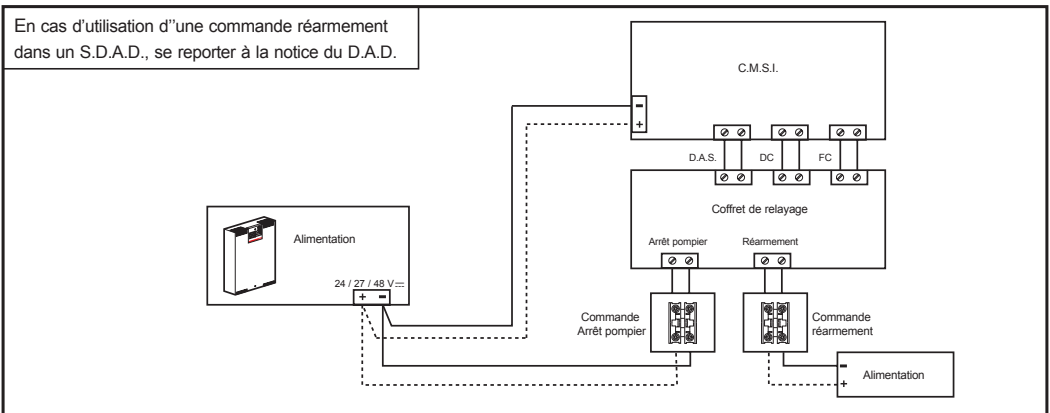 En cas d'utilisation d''une commande réarmement
dans un S.D.A.D., se reporter à la notice du D.A.D.
C.M.S.I.
-
+
D.A.S.
DC
FC
Coffret de relayage
Arrêt pompier
Réarmement
Alimentation
24 / 27 / 48 V
+ -
Commande
Arrêt pompier
Commande
réarmement
-
+
Alimentation